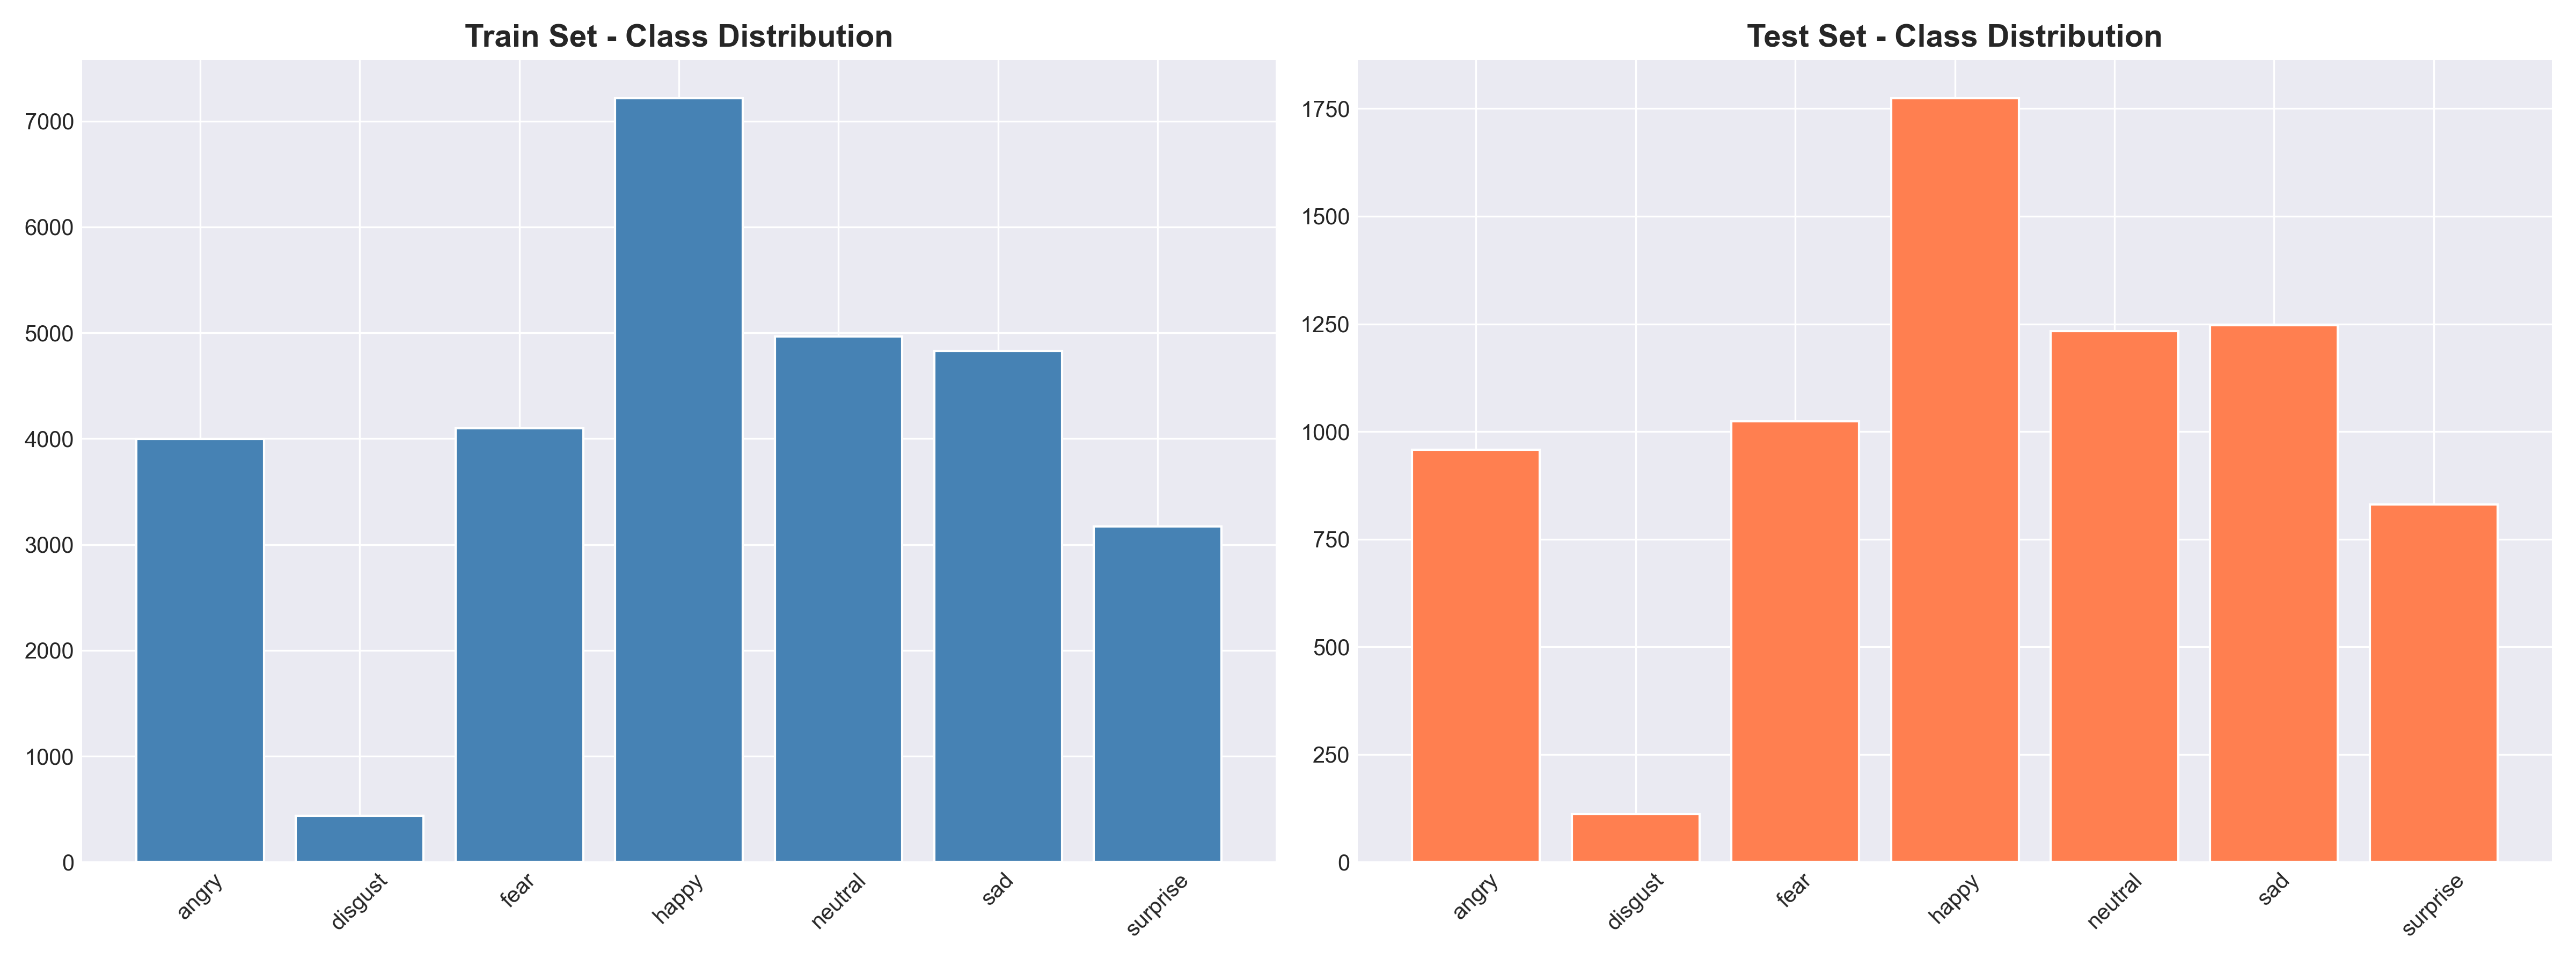 Train Set - Class Distribution
7000
6000
5000
4000
3000
2000
1000
0
angry
disgust
fear
happy
neutral
sad
surprise
Test Set - Class Distribution
1750
1500
1250
1000
750
500
250
0
angry
disgust
fear
happy
neutral
sad
surprise